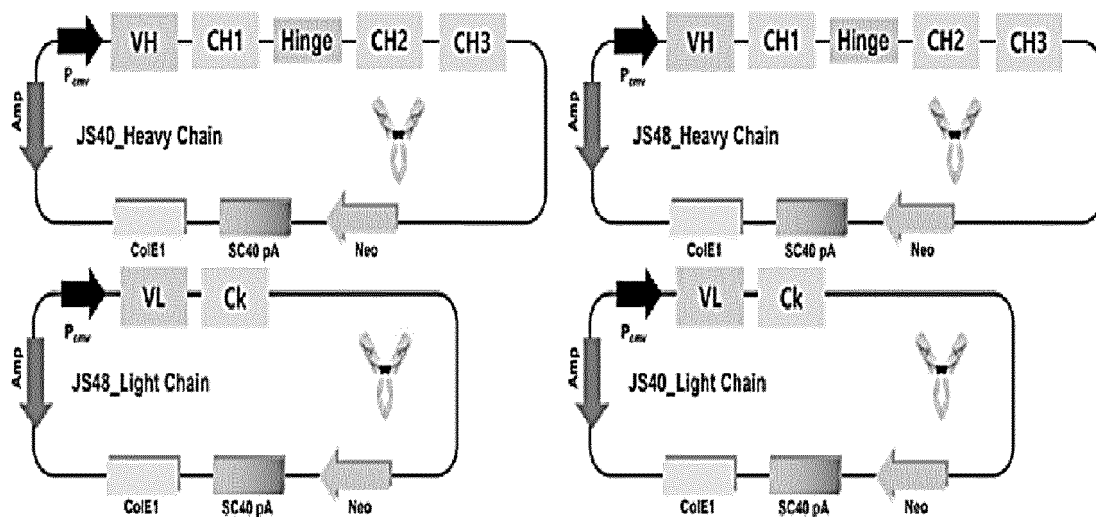 VH CH1 Hinge CH2 CH3
Pcmv
Amp
JS40_Heavy Chain
ColE1 SC40 pA Neo
VH CH1 Hinge CH2 CH3
Pcmv
Amp
JS48_Heavy Chain
ColE1 SC40 pA Neo
VL Ck
Pcmv
Amp
JS48_Light Chain
ColE1 SC40 pA Neo
VL Ck
Pcmv
Amp
JS40_Light Chain
ColE1 SC40 pA Neo